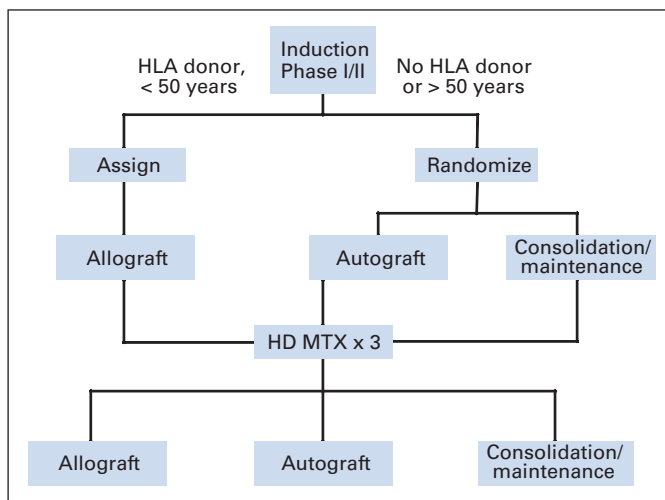 Induction
Phase I/II
HLA donor,
< 50 years
No HLA donor
or > 50 years
Assign
Randomize
Allograft
Autograft
Consolidation/
maintenance
HD MTX x 3
Allograft
Autograft
Consolidation/
maintenance